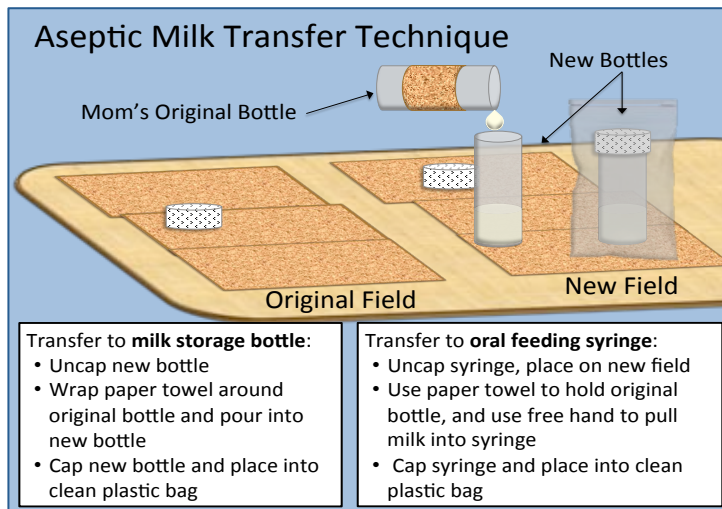 Aseptic Milk Transfer Technique
New Bottles
Mom's Original Bottle
Original Field
New Field
Transfer to milk storage bottle:
• Uncap new bottle
• Wrap paper towel around
original bottle and pour into
new bottle
• Cap new bottle and place into
clean plastic bag
Transfer to oral feeding syringe:
• Uncap syringe, place on new field
• Use paper towel to hold original
bottle, and use free hand to pull
milk into syringe
• Cap syringe and place into clean
plastic bag